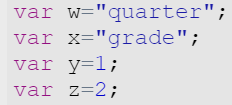 var w="quarter";
var x="grade";
var y=1;
var z=2;